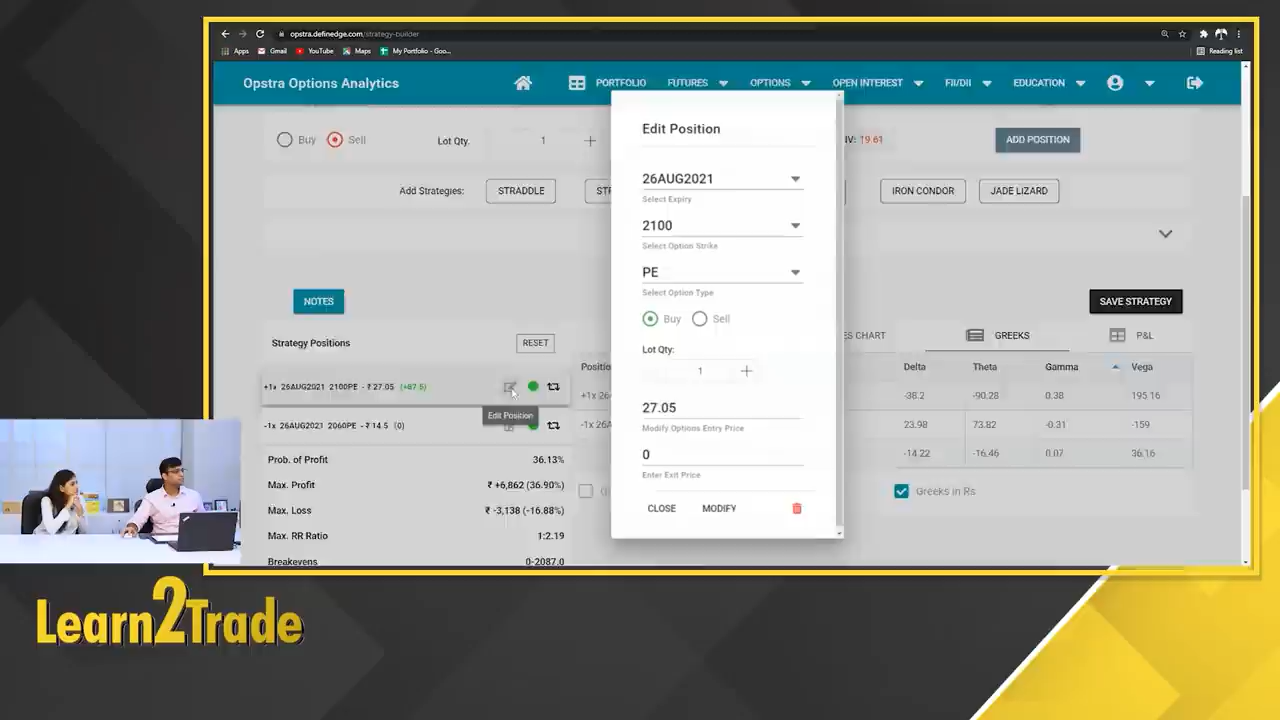 opstra.definedge.com/strategy-builder
Apps Gmail YouTube Maps My Portfolio - Goo... Reading list
Opstra Options Analytics PORTFOLIO FUTURES OPTIONS OPEN INTEREST FII/DII EDUCATION
Buy Sell Lot Qty. 1 IV: 19.61 ADD POSITION
Add Strategies: STRADDLE IRON CONDOR JADE LIZARD
Edit Position
26AUG2021
Select Expiry
2100
Select Option Strike
PE
Select Option Type
Buy Sell
Lot Qty:
1
27.05
Modify Options Entry Price
0
Enter Exit Price
CLOSE MODIFY
NOTES SAVE STRATEGY
Strategy Positions RESET
ES CHART GREEKS P&L
Positio Delta Theta Gamma Vega
+1x 26AUG2021 2100PE - ₹ 27.05 (+87.5)
+1x 26 -38.2 -90.28 0.38 195.16
Edit Position
-1x 26AUG2021 2060PE - ₹ 14.5 (0)
-1x 26A 23.98 73.82 -0.31 -159
-14.22 -16.46 0.07 36.16
Prob. of Profit 36.13%
Max. Profit ₹ +6,862 (36.90%)
Max. Loss ₹ -3,138 (-16.88%)
Max. RR Ratio 1:2.19
Breakevens 0-2087.0
Greeks in Rs
Learn2Trade